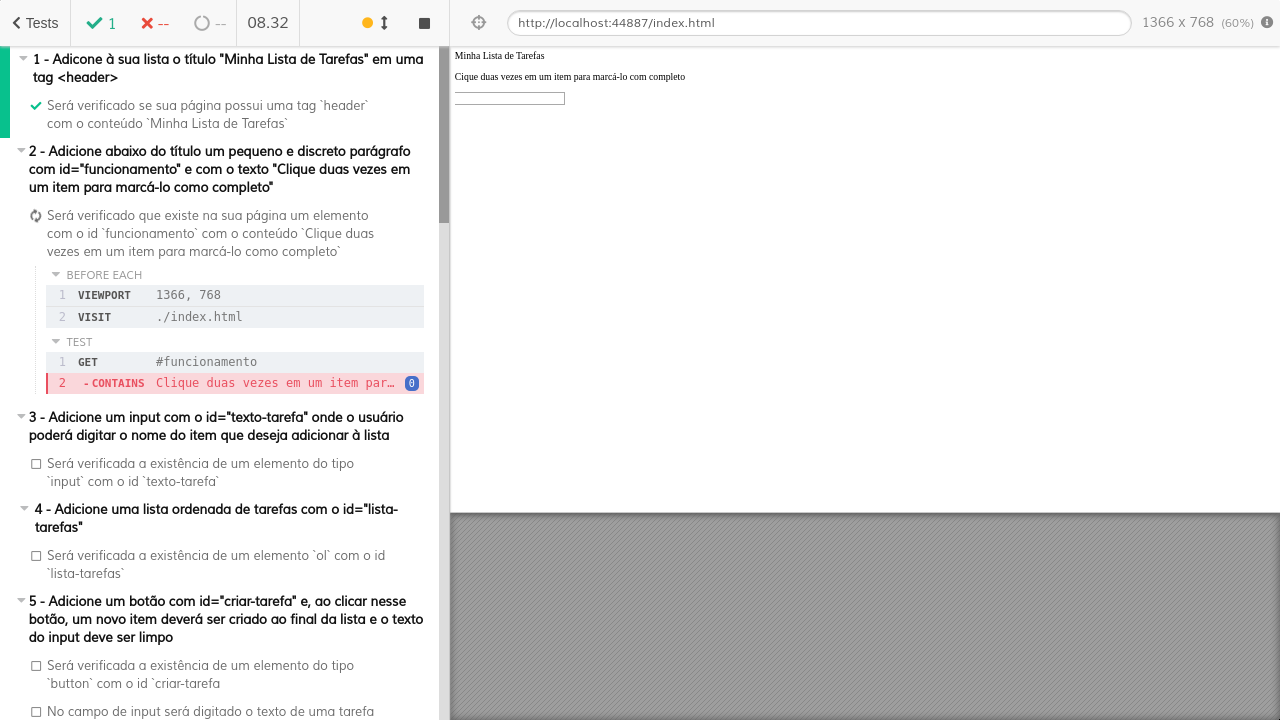 Tests
1
--
--
08.32
http://localhost:44887/index.html
1366 x 768 (60%)
1 - Adicone à sua lista o título "Minha Lista de Tarefas" em uma
tag <header>
Será verificado se sua página possui uma tag `header`
com o conteúdo `Minha Lista de Tarefas`
2 - Adicione abaixo do título um pequeno e discreto parágrafo
com id="funcionamento" e com o texto "Clique duas vezes em
um item para marcá-lo como completo"
Será verificado que existe na sua página um elemento
com o id `funcionamento` com o conteúdo `Clique duas
vezes em um item para marcá-lo como completo`
BEFORE EACH
1 VIEWPORT 1366, 768
2 VISIT ./index.html
TEST
1 GET #funcionamento
2 -CONTAINS Clique duas vezes em um item par… 0
3 - Adicione um input com o id="texto-tarefa" onde o usuário
poderá digitar o nome do item que deseja adicionar à lista
Será verificada a existência de um elemento do tipo
`input` com o id `texto-tarefa`
4 - Adicione uma lista ordenada de tarefas com o id="lista-
tarefas"
Será verificada a existência de um elemento `ol` com o id
`lista-tarefas`
5 - Adicione um botão com id="criar-tarefa" e, ao clicar nesse
botão, um novo item deverá ser criado ao final da lista e o texto
do input deve ser limpo
Será verificada a existência de um elemento do tipo
`button` com o id `criar-tarefa
No campo de input será digitado o texto de uma tarefa
Minha Lista de Tarefas
Cique duas vezes em um item para marcá-lo com completo